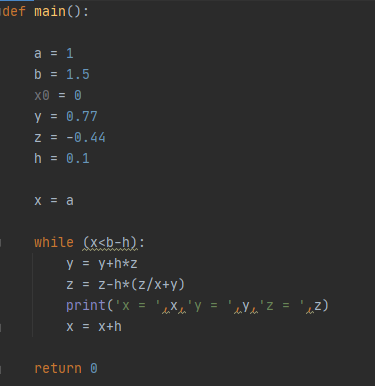 def main():
a = 1
b = 1.5
x0 = 0
y = 0.77
z = -0.44
h = 0.1
x = a
while (x<b-h):
y = y+h*z
z = z-h*(z/x+y)
print('x = ',x,'y = ',y,'z = ',z)
x = x+h
return 0